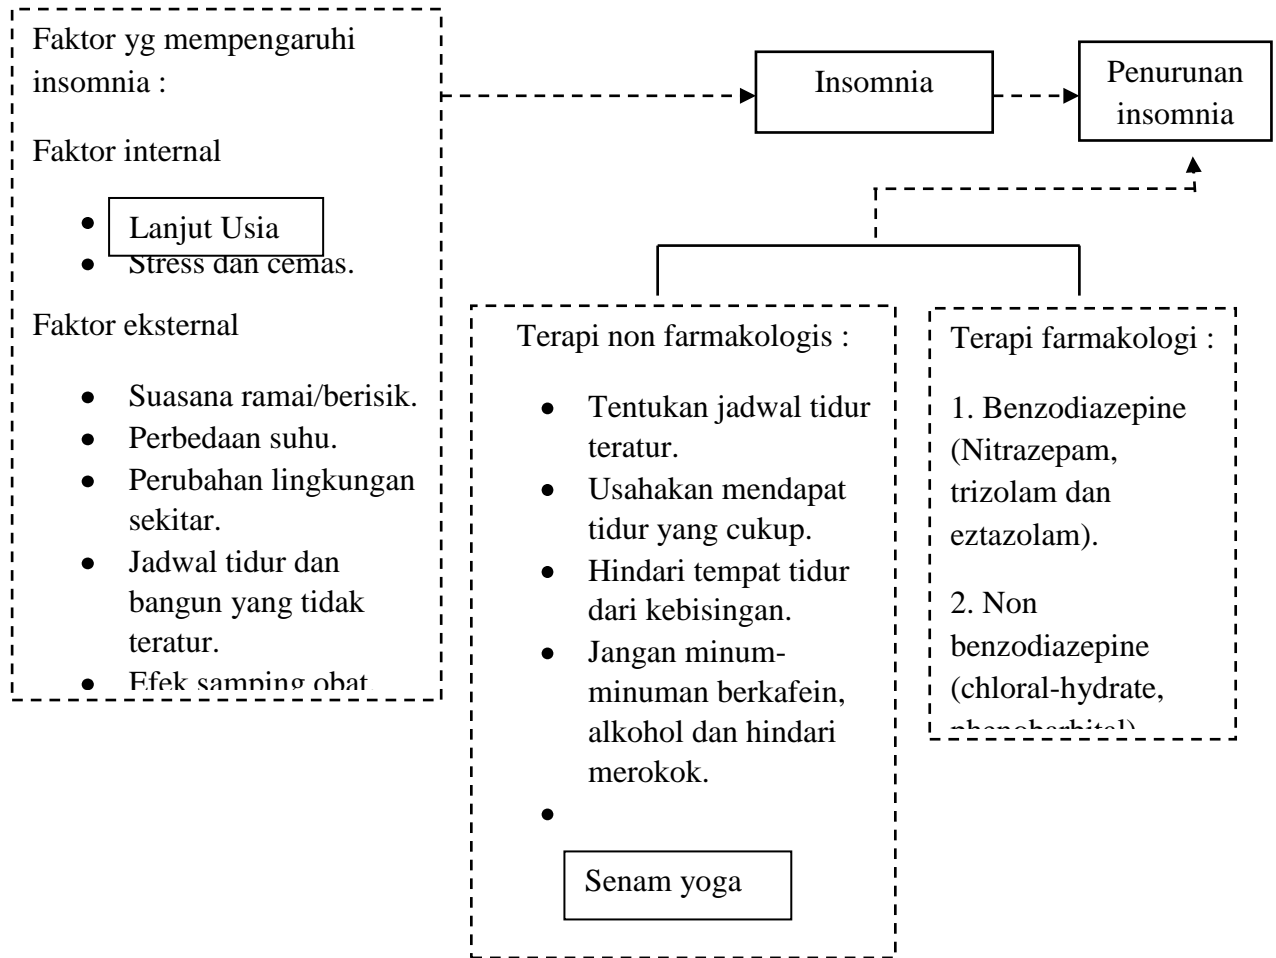 Faktor yg mempengaruhi
insomnia :
Faktor internal
• Lanjut Usia
• Stress dan cemas.
Faktor eksternal
• Suasana ramai/berisik.
• Perbedaan suhu.
• Perubahan lingkungan
sekitar.
• Jadwal tidur dan
bangun yang tidak
teratur.
• Efek samping obat.
Insomnia
Penurunan
insomnia
Terapi non farmakologis :
• Tentukan jadwal tidur
teratur.
• Usahakan mendapat
tidur yang cukup.
• Hindari tempat tidur
dari kebisingan.
• Jangan minum-
minuman berkafein,
alkohol dan hindari
merokok.
•
Senam yoga
Terapi farmakologi :
1. Benzodiazepine
(Nitrazepam,
trizolam dan
eztazolam).
2. Non
benzodiazepine
(chloral-hydrate,
phenobarbital)